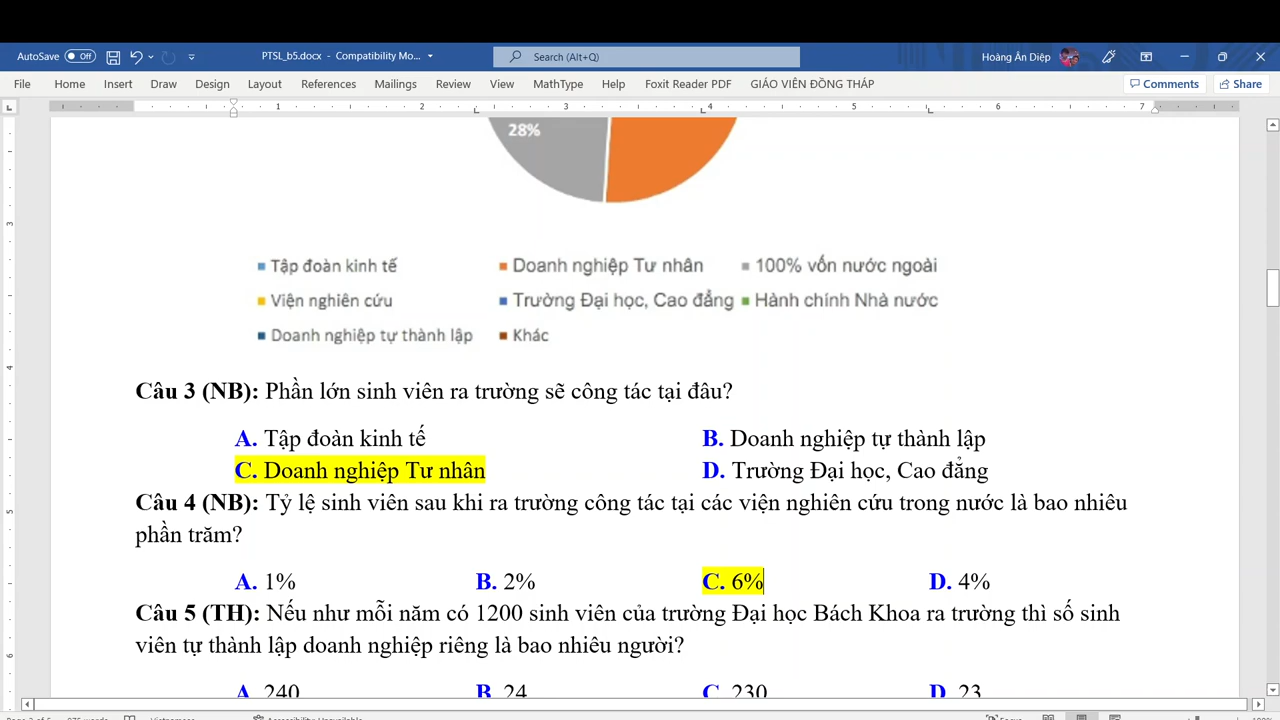 AutoSave Off PTSL_b5.docx - Compatibility Mo... Search (Alt+Q) Hoàng Ân Diệp
File Home Insert Draw Design Layout References Mailings Review View MathType Help Foxit Reader PDF GIÁO VIÊN ĐỒNG THÁP Comments Share
1 2 3 4 5 6 7
28%
Tập đoàn kinh tế Doanh nghiệp Tư nhân 100% vốn nước ngoài
Viện nghiên cứu Trường Đại học, Cao đẳng Hành chính Nhà nước
Doanh nghiệp tự thành lập Khác
Câu 3 (NB): Phần lớn sinh viên ra trường sẽ công tác tại đâu?
A. Tập đoàn kinh tế B. Doanh nghiệp tự thành lập
C. Doanh nghiệp Tư nhân D. Trường Đại học, Cao đẳng
Câu 4 (NB): Tỷ lệ sinh viên sau khi ra trường công tác tại các viện nghiên cứu trong nước là bao nhiêu
phần trăm?
A. 1% B. 2% C. 6% D. 4%
Câu 5 (TH): Nếu như mỗi năm có 1200 sinh viên của trường Đại học Bách Khoa ra trường thì số sinh
viên tự thành lập doanh nghiệp riêng là bao nhiêu người?
A. 240 B. 24 C. 230 D. 23